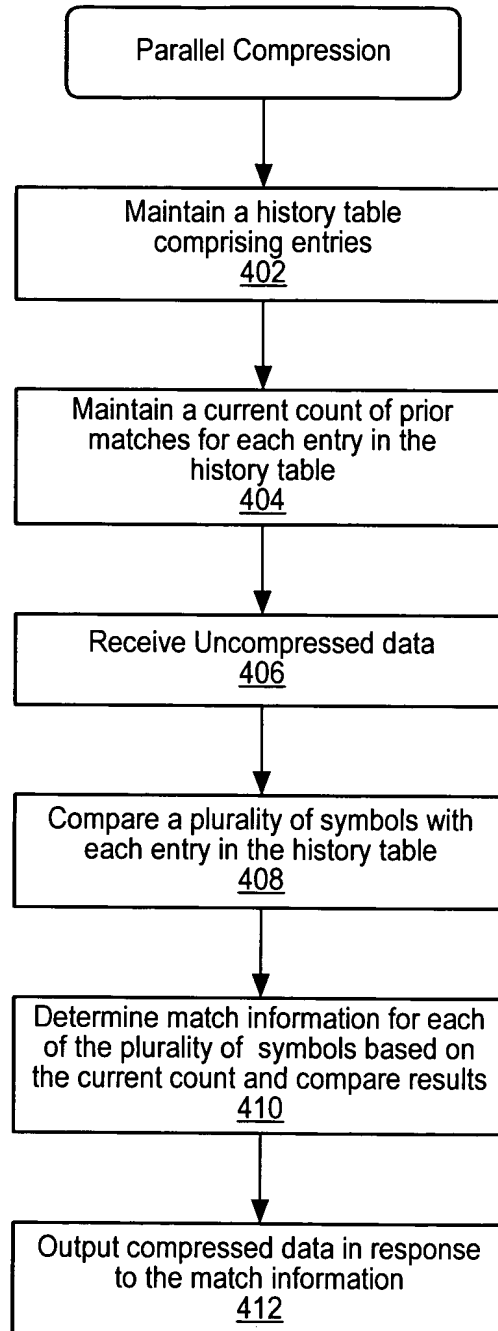 Parallel Compression
Maintain a history table
comprising entries
402
Maintain a current count of prior
matches for each entry in the
history table
404
Receive Uncompressed data
406
Compare a plurality of symbols with
each entry in the history table
408
Determine match information for each
of the plurality of symbols based on
the current count and compare results
410
Output compressed data in response
to the match information
412